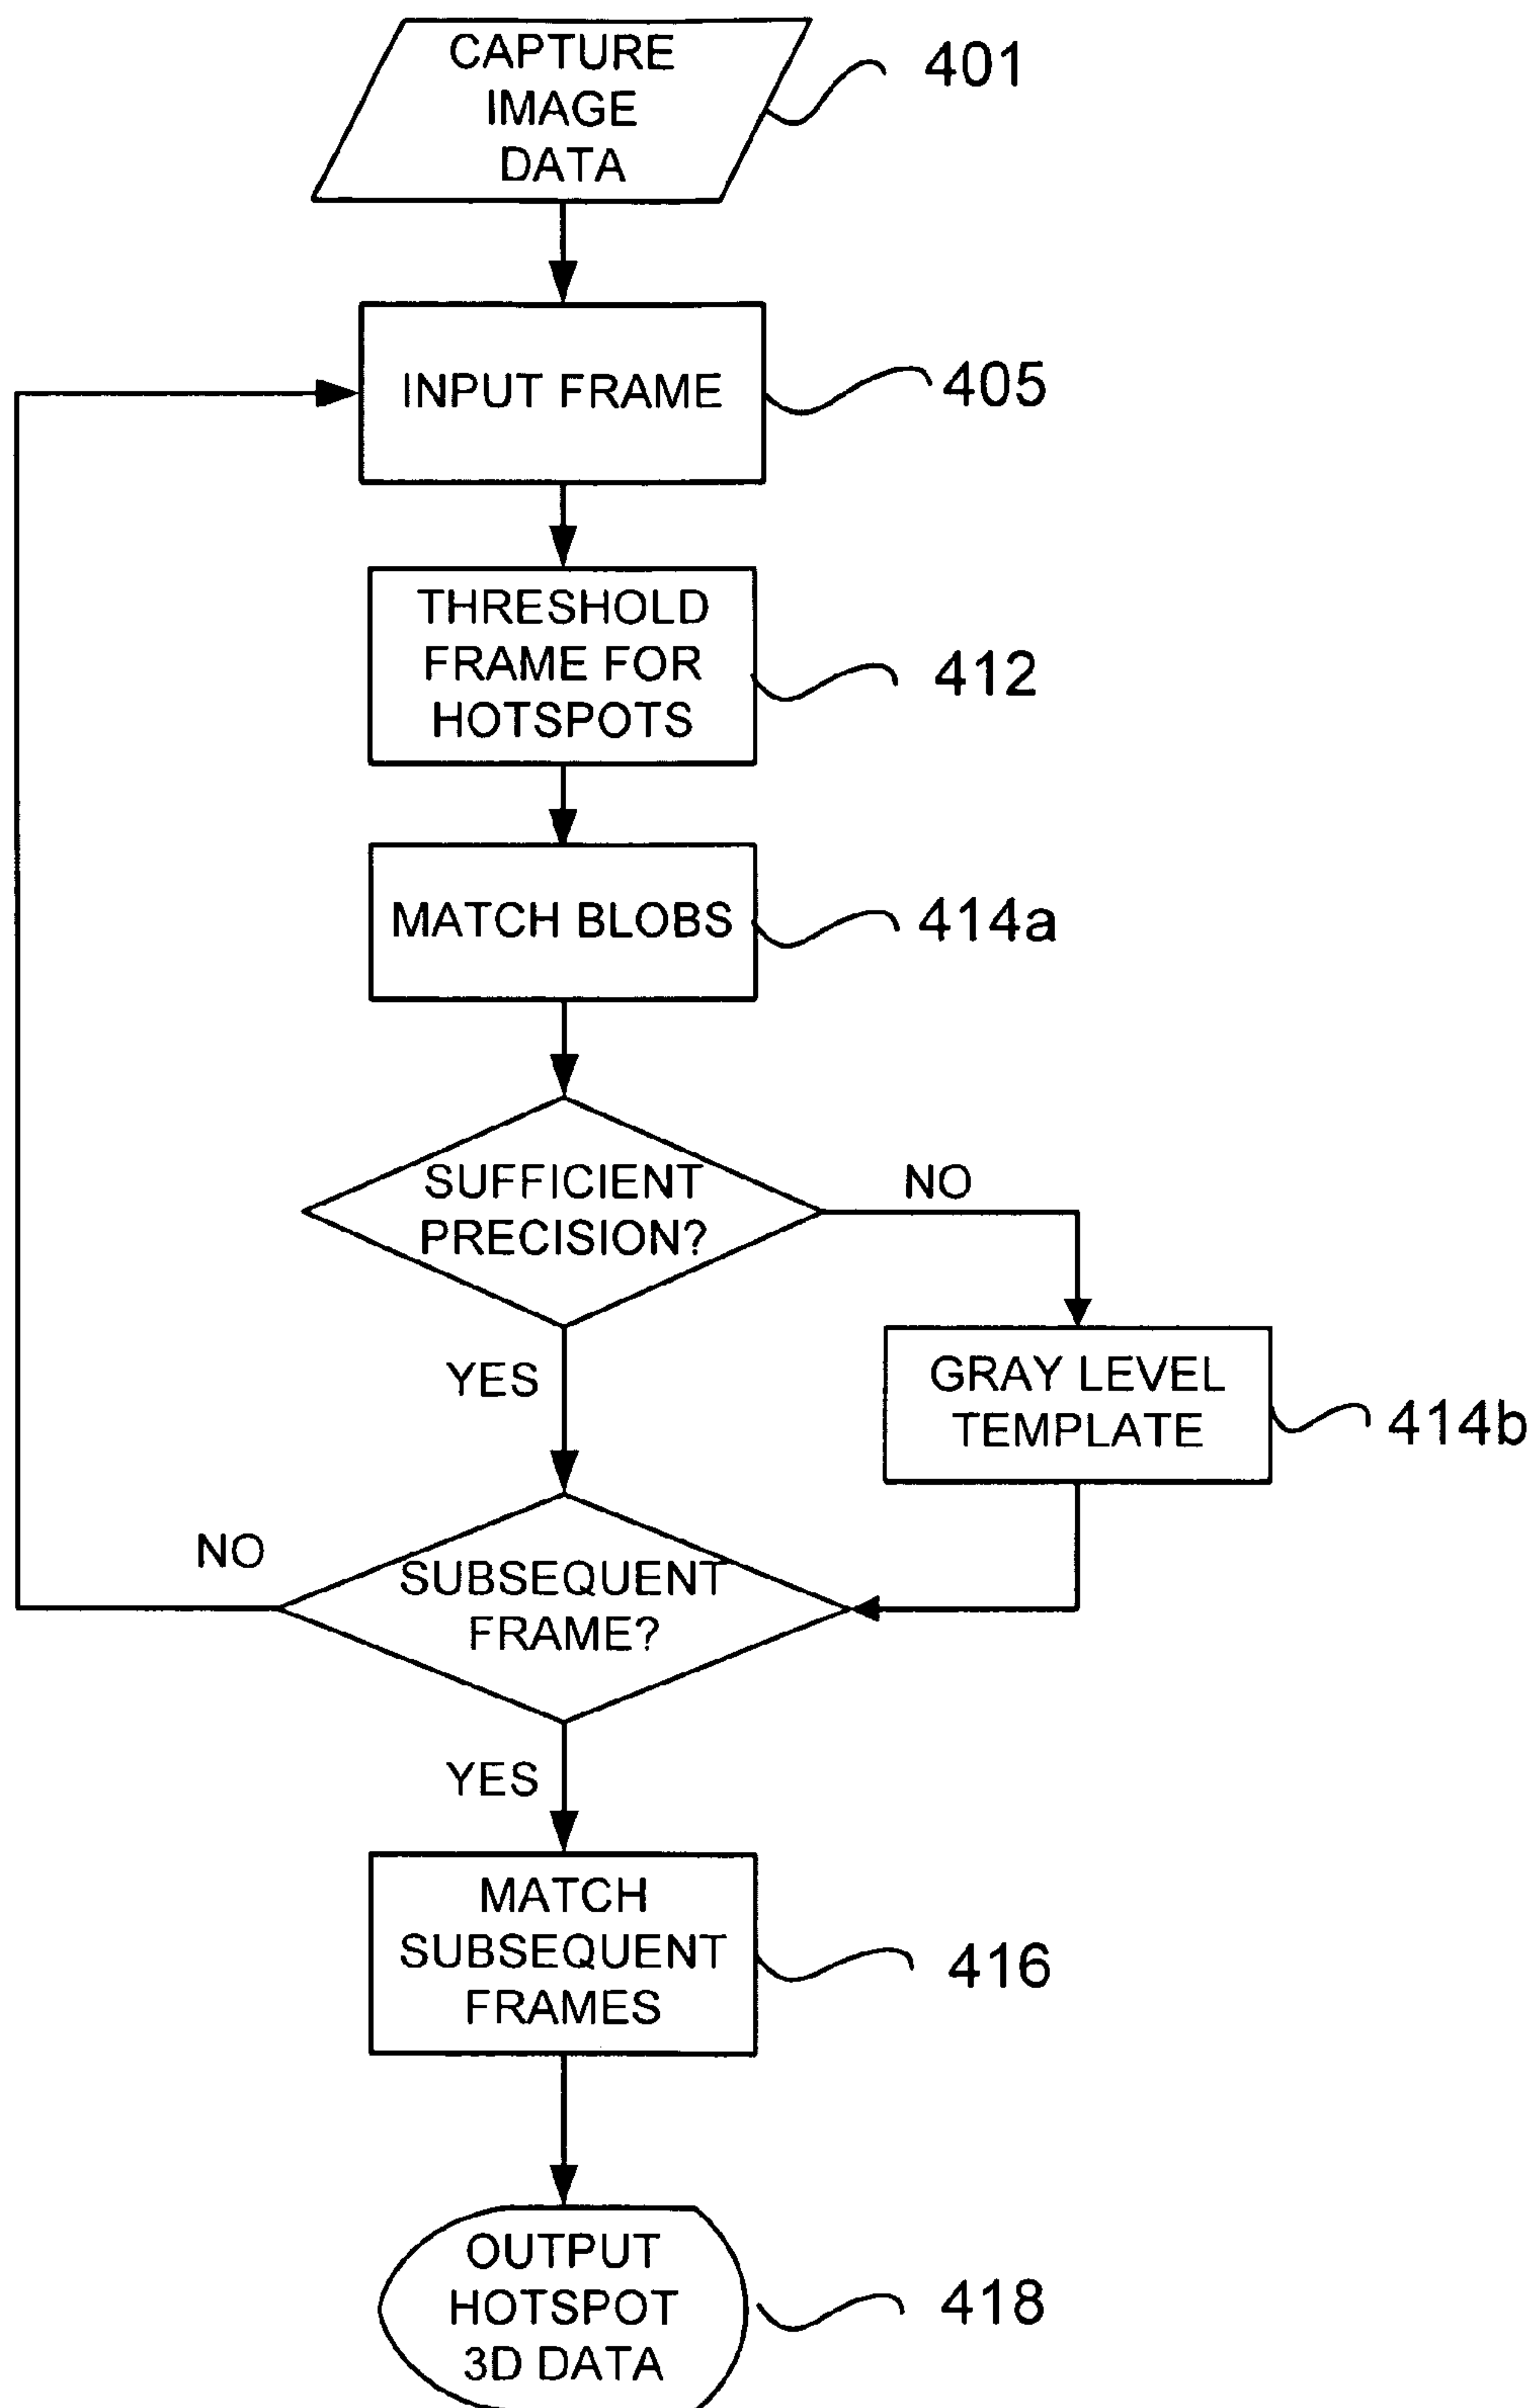 CAPTURE
IMAGE
DATA
401
INPUT FRAME
405
THRESHOLD
FRAME FOR
HOTSPOTS
412
MATCH BLOBS
414a
SUFFICIENT
PRECISION?
NO
YES
GRAY LEVEL
TEMPLATE
414b
NO
SUBSEQUENT
FRAME?
YES
MATCH
SUBSEQUENT
FRAMES
416
OUTPUT
HOTSPOT
3D DATA
418